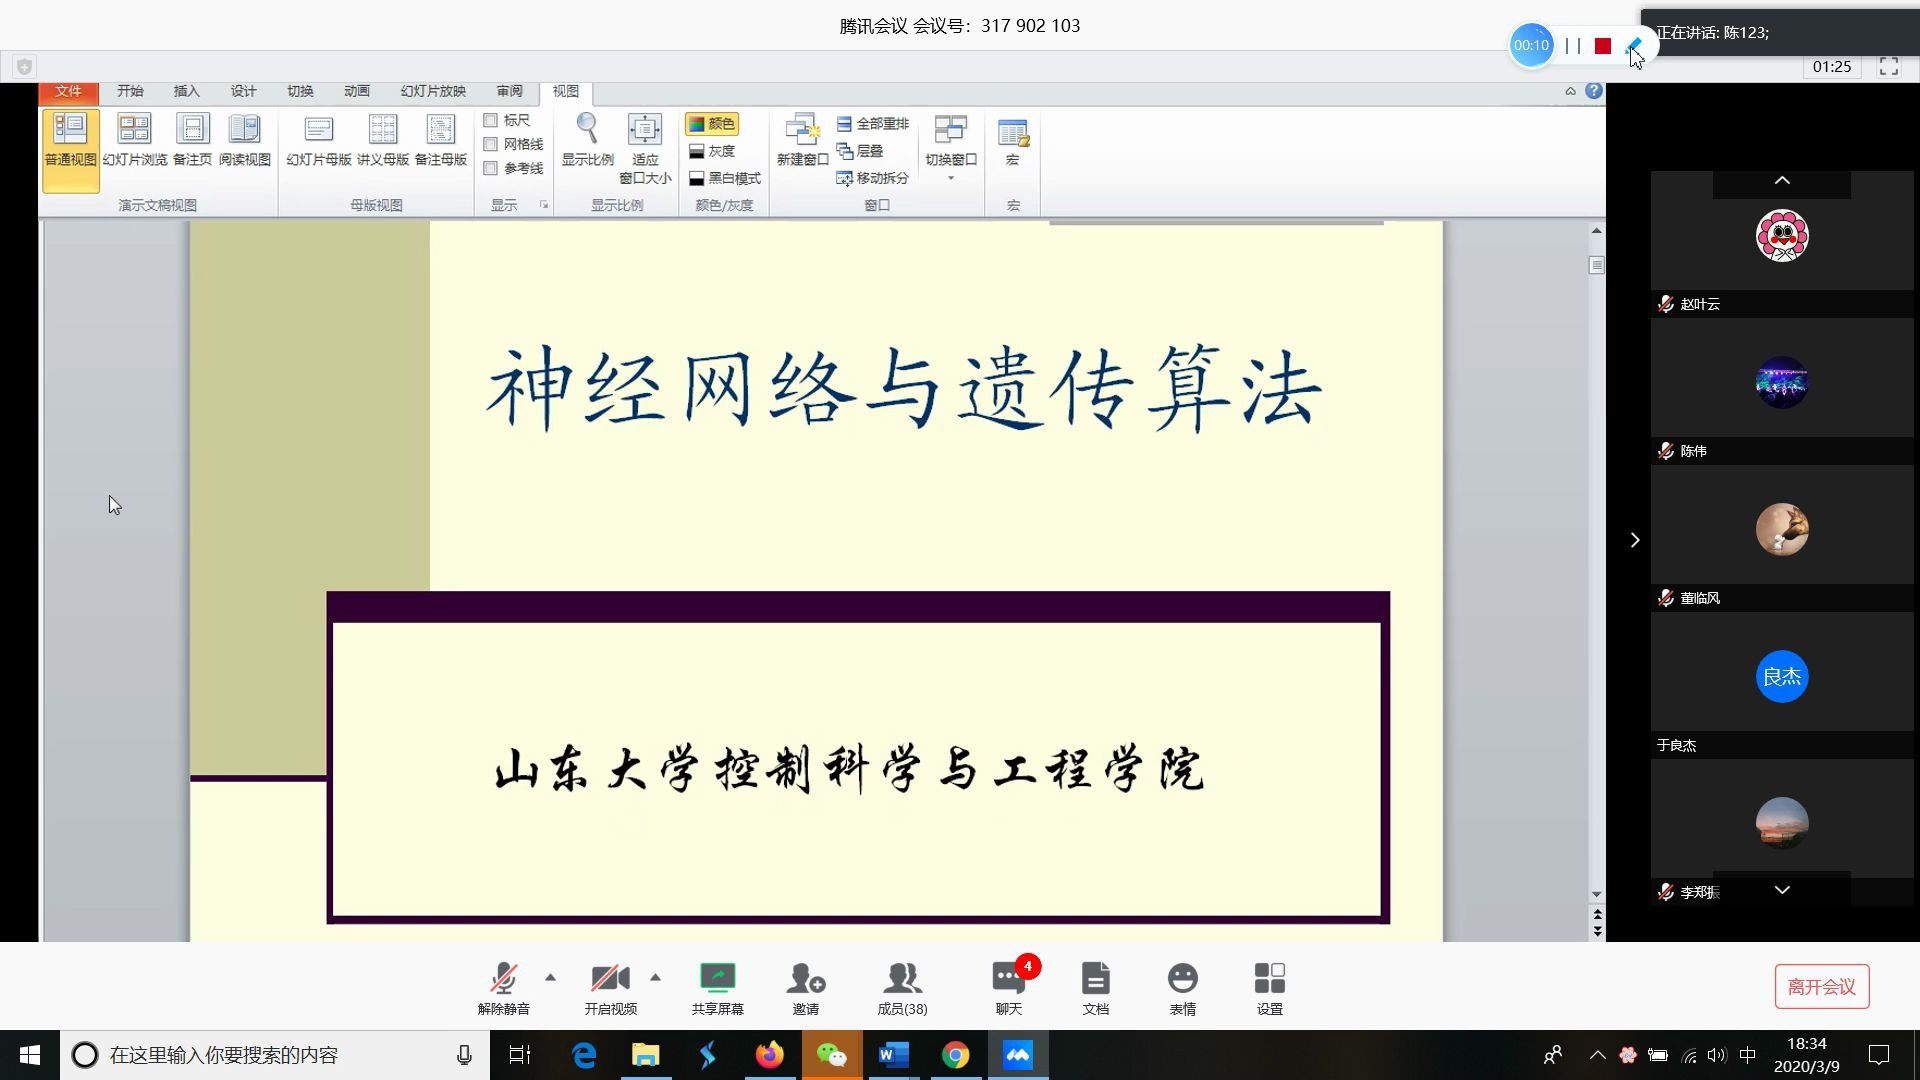 腾讯会议 会议号：317 902 103
00:10
正在讲话: 陈123;
01:25
文件 开始 插入 设计 切换 动画 幻灯片放映 审阅 视图
普通视图 幻灯片浏览 备注页 阅读视图
演示文稿视图
幻灯片母版 讲义母版 备注母版
母版视图
标尺
网格线
参考线
显示
显示比例 适应
窗口大小
显示比例
颜色
灰度
黑白模式
颜色/灰度
新建窗口
全部重排
层叠
移动拆分
切换窗口
窗口
宏
宏
神经网络与遗传算法
山东大学控制科学与工程学院
赵叶云
陈伟
董临风
良杰
于良杰
李郑振
解除静音 开启视频 共享屏幕 邀请 成员(38) 聊天 4 文档 表情 设置
离开会议
在这里输入你要搜索的内容
中
18:34
2020/3/9